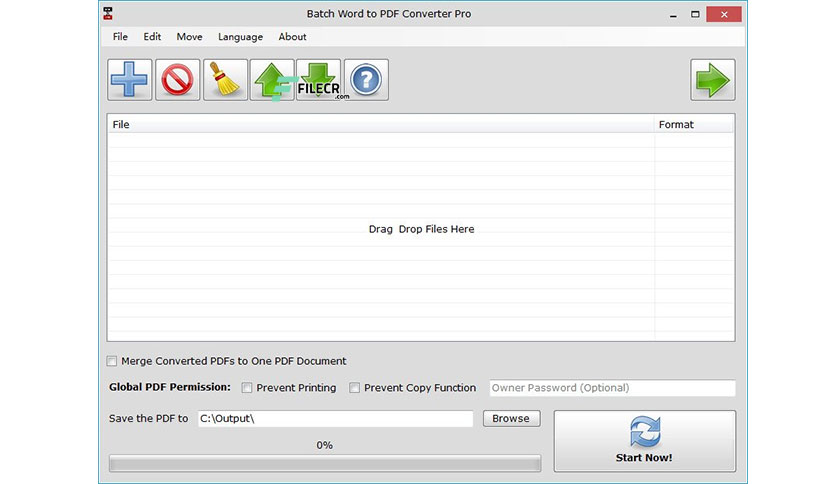 Batch Word to PDF Converter Pro
File Edit Move Language About
FILECR
.com
File Format
Drag Drop Files Here
Merge Converted PDFs to One PDF Document
Global PDF Permission: Prevent Printing Prevent Copy Function Owner Password (Optional)
Save the PDF to C:\Output\ Browse
0%
Start Now!